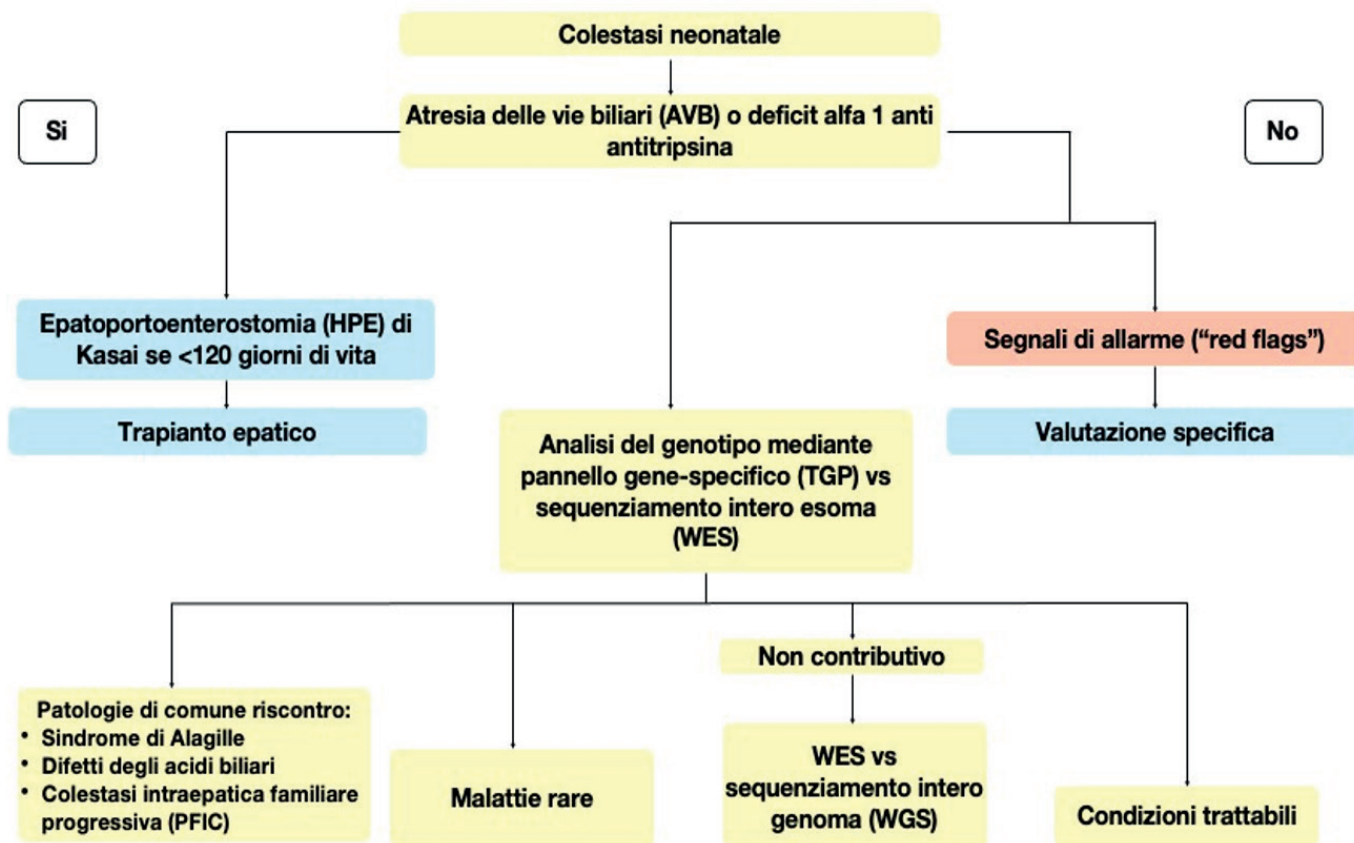 Colestasi neonatale
Si
Atresia delle vie biliari (AVB) o deficit alfa 1 anti
antitripsina
No
Epatoportoenterostomia (HPE) di
Kasai se <120 giorni di vita
Segnali di allarme (“red flags”)
Trapianto epatico
Valutazione specifica
Analisi del genotipo mediante
pannello gene-specifico (TGP) vs
sequenziamento intero esoma
(WES)
Non contributivo
Patologie di comune riscontro:
• Sindrome di Alagille
• Difetti degli acidi biliari
• Colestasi intraepatica familiare
progressiva (PFIC)
Malattie rare
WES vs
sequenziamento intero
genoma (WGS)
Condizioni trattabili